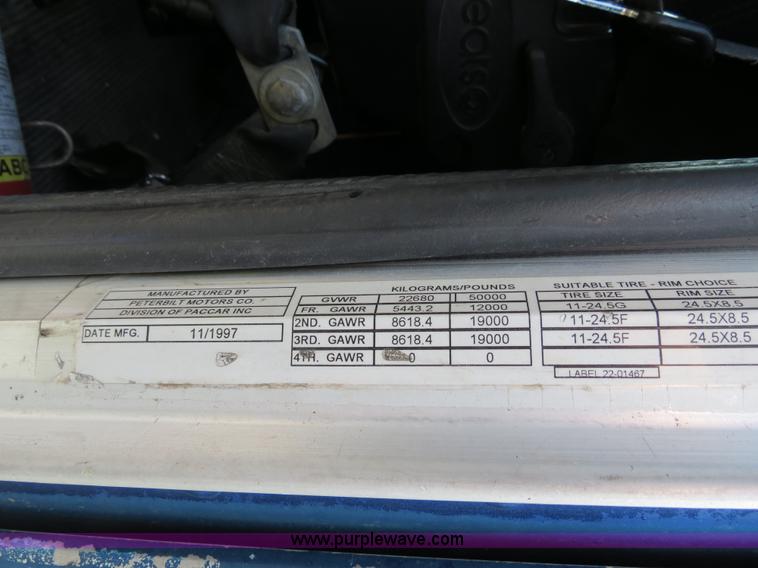 ealso
ABC
MANUFACTURED BY
PETERBILT MOTORS CO.
DIVISION OF PACCAR INC
DATE MFG. 11/1997
KILOGRAMS/POUNDS
GVWR 22680 50000
FR. GAWR 5443.2 12000
2ND. GAWR 8618.4 19000
3RD. GAWR 8618.4 19000
4TH. GAWR 0 0
SUITABLE TIRE - RIM CHOICE
TIRE SIZE RIM SIZE
11-24.5G 24.5X8.5
11-24.5F 24.5X8.5
11-24.5F 24.5X8.5
LABEL 22-01467
www.purplewave.com